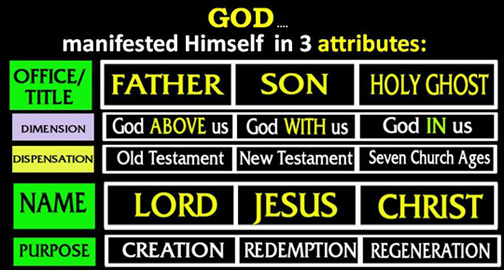 GOD....
manifested Himself in 3 attributes:
OFFICE/ TITLE FATHER SON HOLY GHOST
DIMENSION God ABOVE us God WITH us God IN us
DISPENSATION Old Testament New Testament Seven Church Ages
NAME LORD JESUS CHRIST
PURPOSE CREATION REDEMPTION REGENERATION